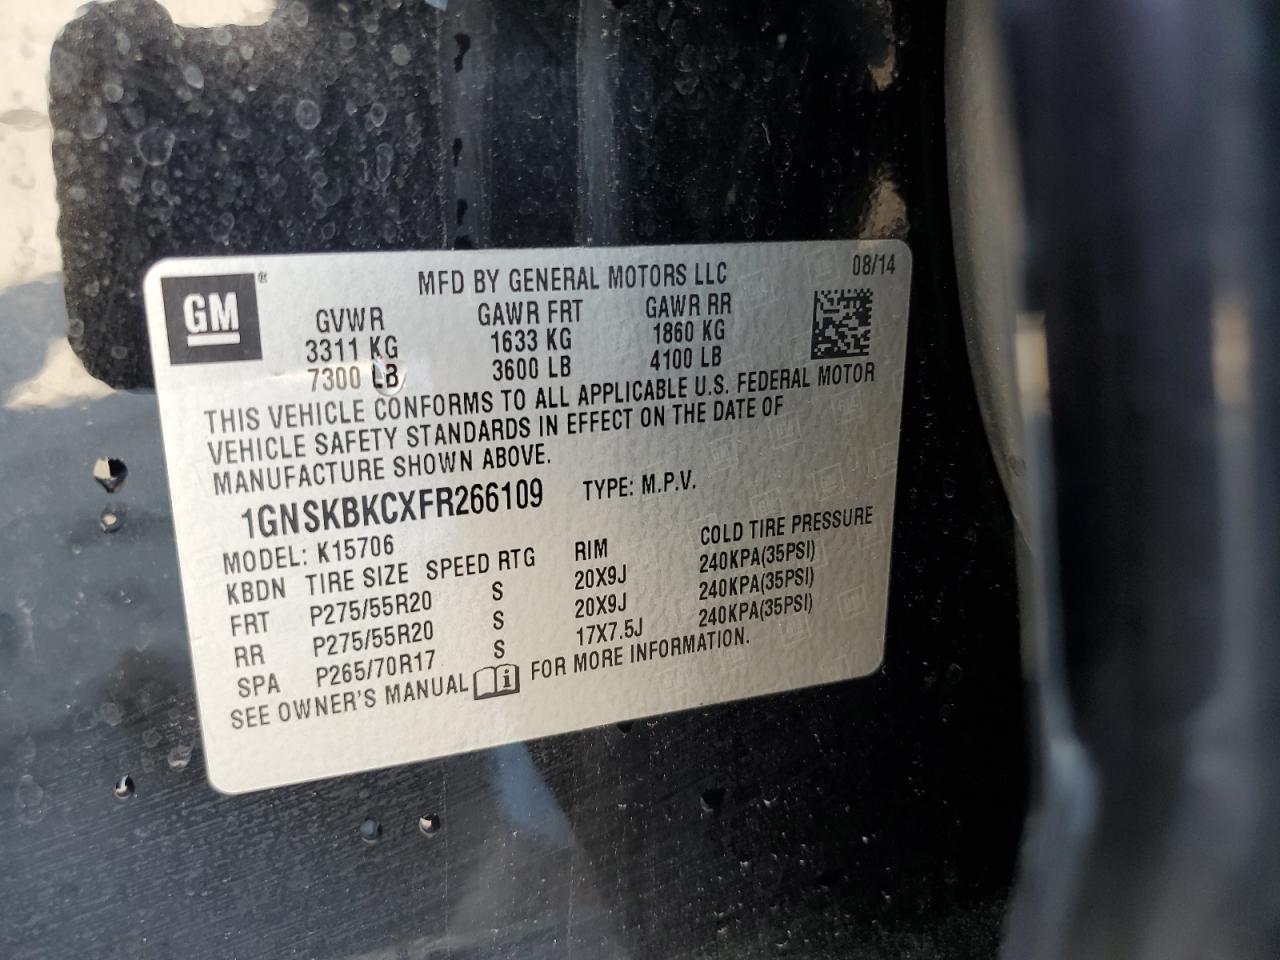 GM ®
MFD BY GENERAL MOTORS LLC 08/14
GVWR GAWR FRT GAWR RR
3311 KG 1633 KG 1860 KG
7300 LB 3600 LB 4100 LB
THIS VEHICLE CONFORMS TO ALL APPLICABLE U.S. FEDERAL MOTOR
VEHICLE SAFETY STANDARDS IN EFFECT ON THE DATE OF
MANUFACTURE SHOWN ABOVE.
1GNSKBKCXFR266109 TYPE: M.P.V.
MODEL: K15706
KBDN TIRE SIZE SPEED RTG RIM COLD TIRE PRESSURE
FRT P275/55R20 S 20X9J 240KPA(35PSI)
RR P275/55R20 S 20X9J 240KPA(35PSI)
SPA P265/70R17 S 17X7.5J 240KPA(35PSI)
SEE OWNER'S MANUAL i FOR MORE INFORMATION.